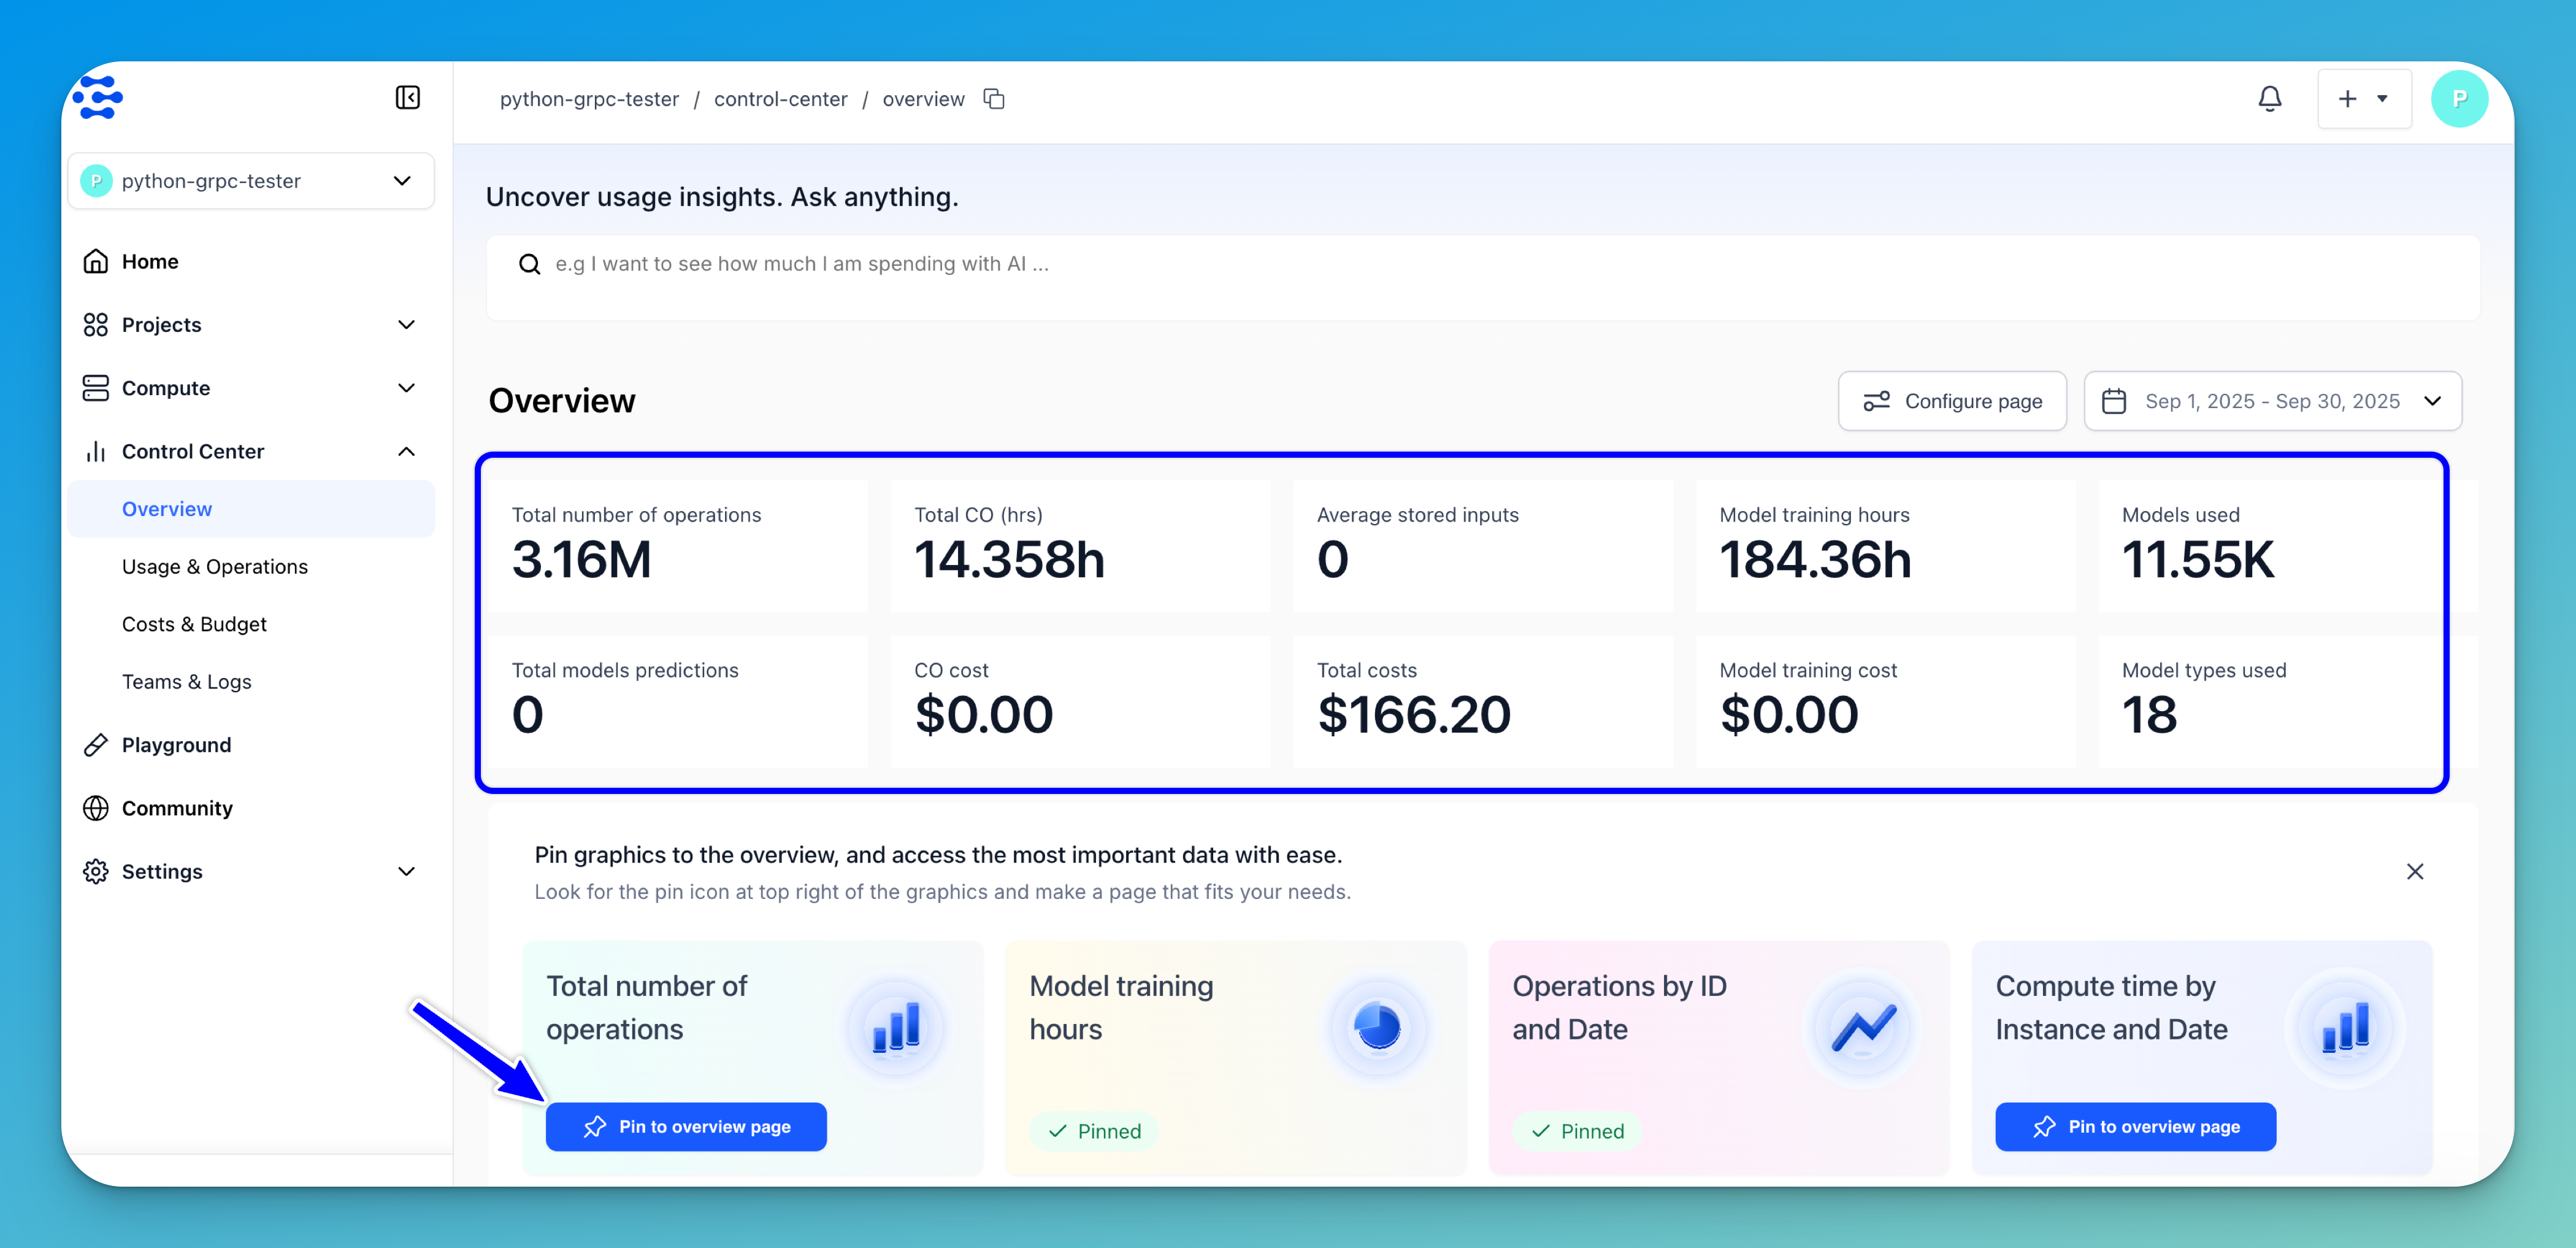 python-grpc-tester / control-center / overview
P
P python-grpc-tester
Home
Projects
Compute
Control Center
Overview
Usage & Operations
Costs & Budget
Teams & Logs
Playground
Community
Settings
Uncover usage insights. Ask anything.
e.g I want to see how much I am spending with AI ...
Overview
Configure page
Sep 1, 2025 - Sep 30, 2025
Total number of operations
3.16M
Total CO (hrs)
14.358h
Average stored inputs
0
Model training hours
184.36h
Models used
11.55K
Total models predictions
0
CO cost
$0.00
Total costs
$166.20
Model training cost
$0.00
Model types used
18
Pin graphics to the overview, and access the most important data with ease.
Look for the pin icon at top right of the graphics and make a page that fits your needs.
Total number of
operations
Pin to overview page
Model training
hours
Pinned
Operations by ID
and Date
Pinned
Compute time by
Instance and Date
Pin to overview page